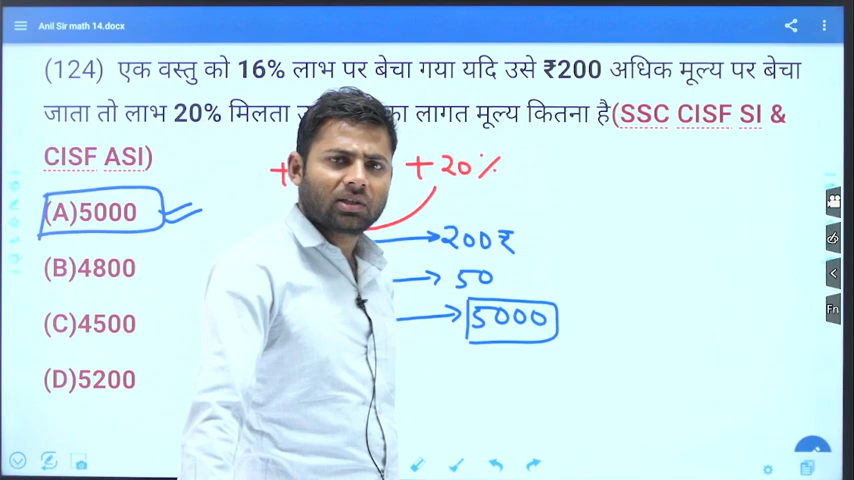 Anil Sir math 14.docx
(124) एक वस्तु को 16% लाभ पर बेचा गया यदि उसे ₹200 अधिक मूल्य पर बेचा
जाता तो लाभ 20% मिलता का लागत मूल्य कितना है(SSC CISF SI &
CISF ASI)
+ +20%
(A)5000
→200₹
(B)4800
→ 50
(C)4500
→ 5000
(D)5200
Fn